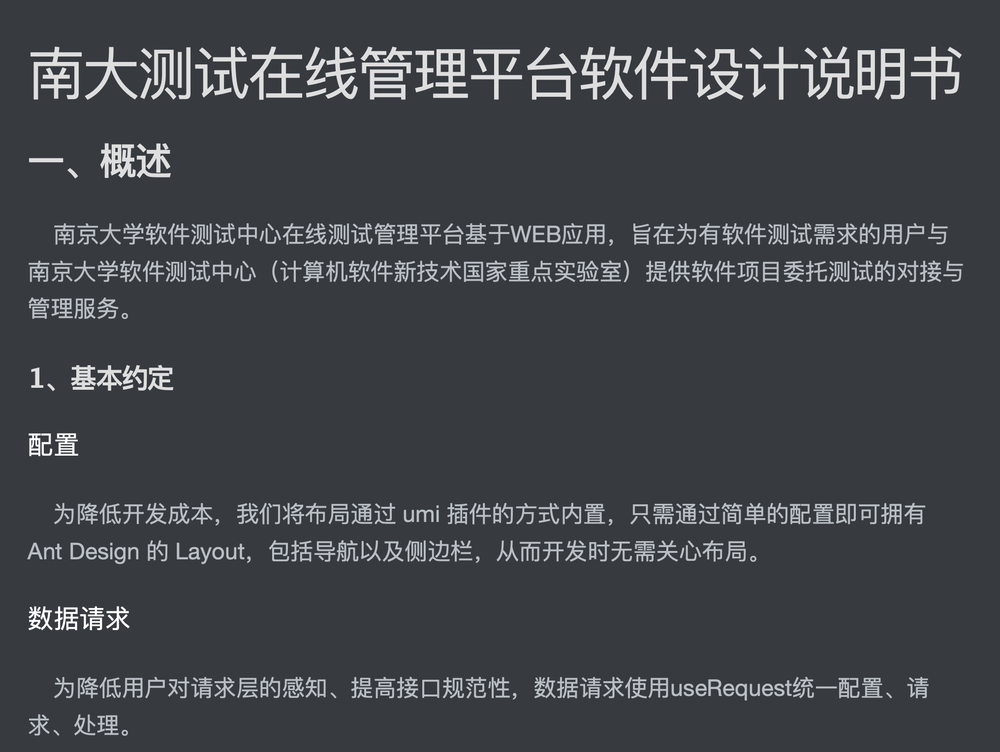 南大测试在线管理平台软件设计说明书
一、概述
南京大学软件测试中心在线测试管理平台基于WEB应用，旨在为有软件测试需求的用户与
南京大学软件测试中心（计算机软件新技术国家重点实验室）提供软件项目委托测试的对接与
管理服务。
1、基本约定
配置
为降低开发成本，我们将布局通过 umi 插件的方式内置，只需通过简单的配置即可拥有
Ant Design 的 Layout，包括导航以及侧边栏，从而开发时无需关心布局。
数据请求
为降低用户对请求层的感知、提高接口规范性，数据请求使用useRequest统一配置、请
求、处理。